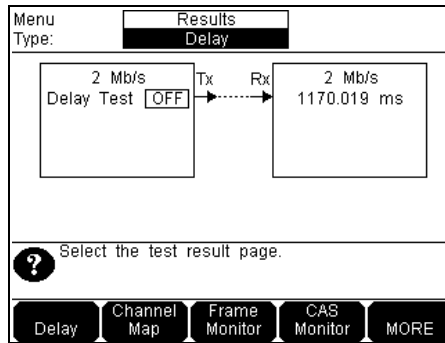 Menu Results
Type: Delay
2 Mb/s Tx Rx 2 Mb/s
Delay Test OFF 1170.019 ms
? Select the test result page.
Delay Channel Map Frame Monitor CAS Monitor MORE